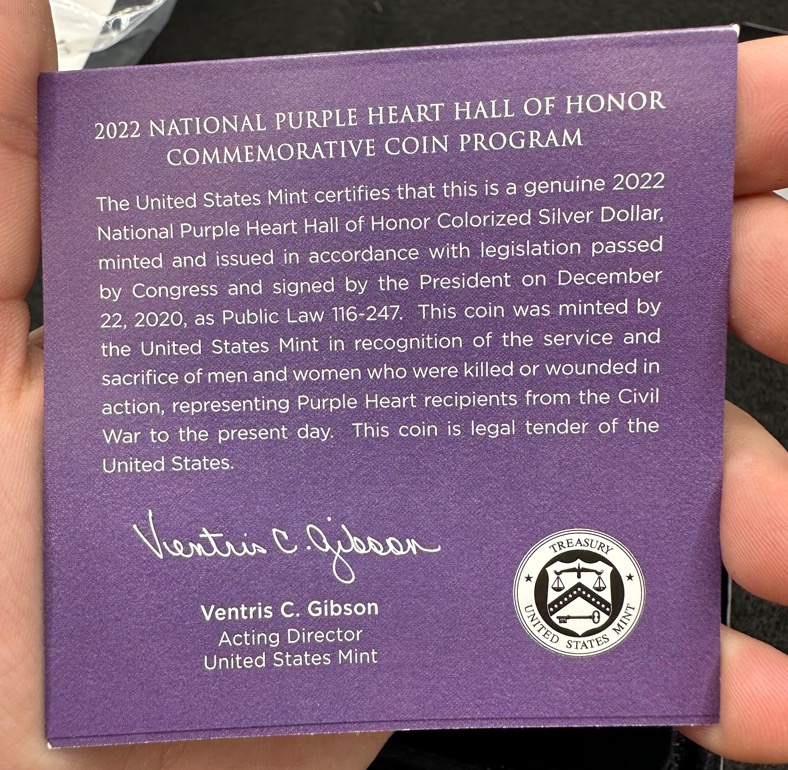 2022 NATIONAL PURPLE HEART HALL OF HONOR
COMMEMORATIVE COIN PROGRAM
The United States Mint certifies that this is a genuine 2022
National Purple Heart Hall of Honor Colorized Silver Dollar,
minted and issued in accordance with legislation passed
by Congress and signed by the President on December
22, 2020, as Public Law 116-247. This coin was minted by
the United States Mint in recognition of the service and
sacrifice of men and women who were killed or wounded in
action, representing Purple Heart recipients from the Civil
War to the present day. This coin is legal tender of the
United States.
Ventris C. Gibson
Ventris C. Gibson
Acting Director
United States Mint
TREASURY
UNITED STATES MINT